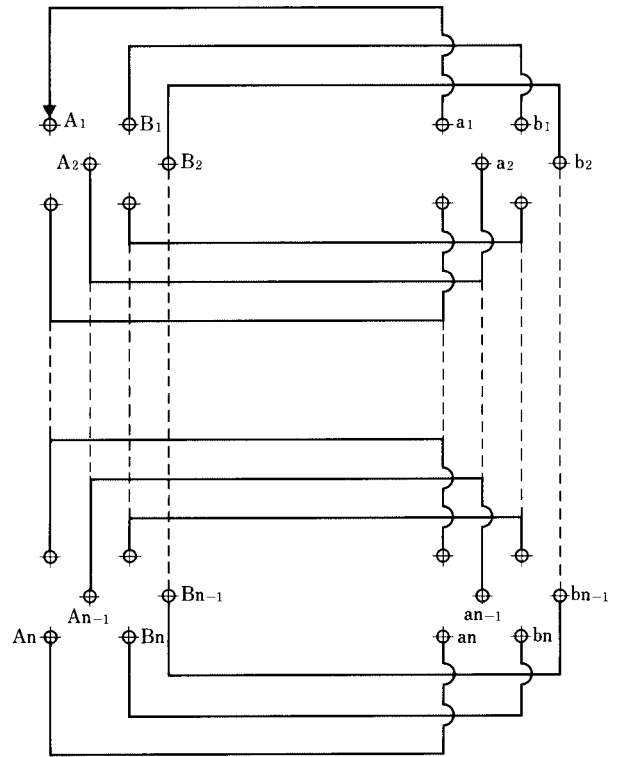 A₁ B₁ a₁ b₁
A₂ B₂ a₂ b₂
An₋₁ Bn₋₁ an₋₁ bn₋₁
An Bn an bn